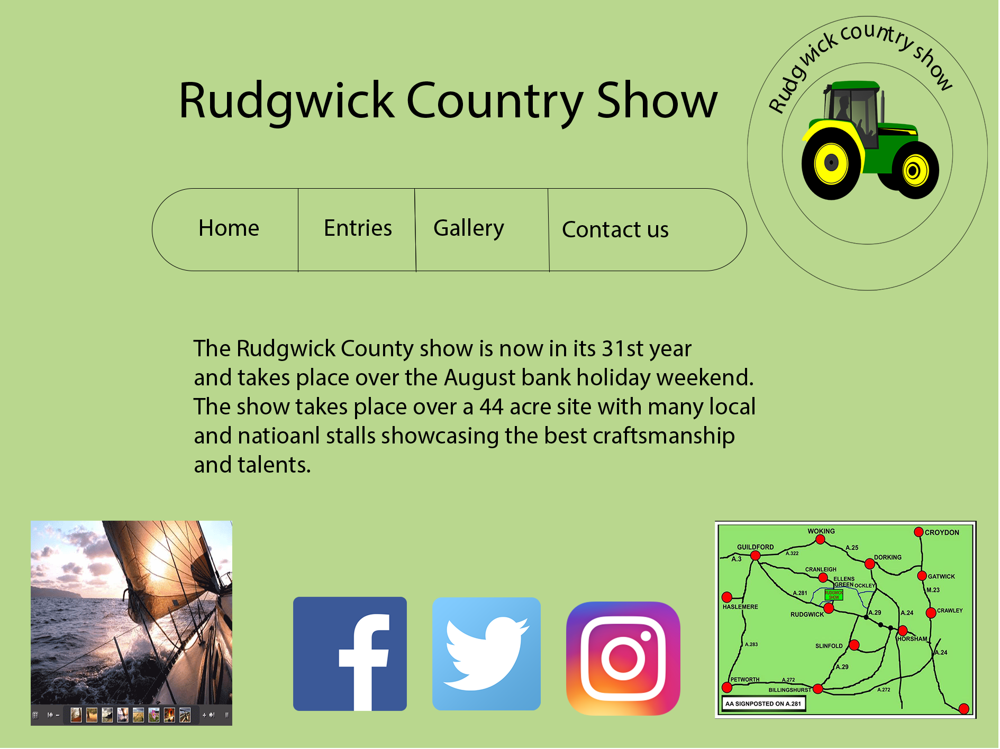 Rudgwick country show
Rudgwick Country Show
Home
Entries
Gallery
Contact us
The Rudgwick County show is now in its 31st year
and takes place over the August bank holiday weekend.
The show takes place over a 44 acre site with many local
and natioanl stalls showcasing the best craftsmanship
and talents.
WOKING
CROYDON
GUILDFORD
A.25
A.322
A.3
DORKING
CRANLEIGH
GATWICK
ELLENS
GREEN
OCKLEY
M.23
A.281
RUDGWICK
SHOW
HASLEMERE
RUDGWICK
A.29
A.24
CRAWLEY
HORSHAM
A.283
SLINFOLD
A.24
A.29
PETWORTH
A.272
BILLINGSHURST
A.272
AA SIGNPOSTED ON A.281